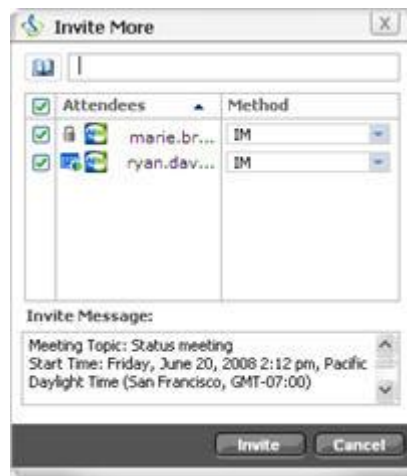 Invite More
Attendees Method
marie.br... IM
ryan.dav... IM
Invite Message:
Meeting Topic: Status meeting
Start Time: Friday, June 20, 2008 2:12 pm, Pacific
Daylight Time (San Francisco, GMT-07:00)
Invite Cancel